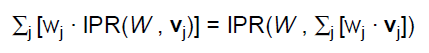 ∑ⱼ [wⱼ · IPR(W , vⱼ)] = IPR(W , ∑ⱼ [wⱼ · vⱼ])